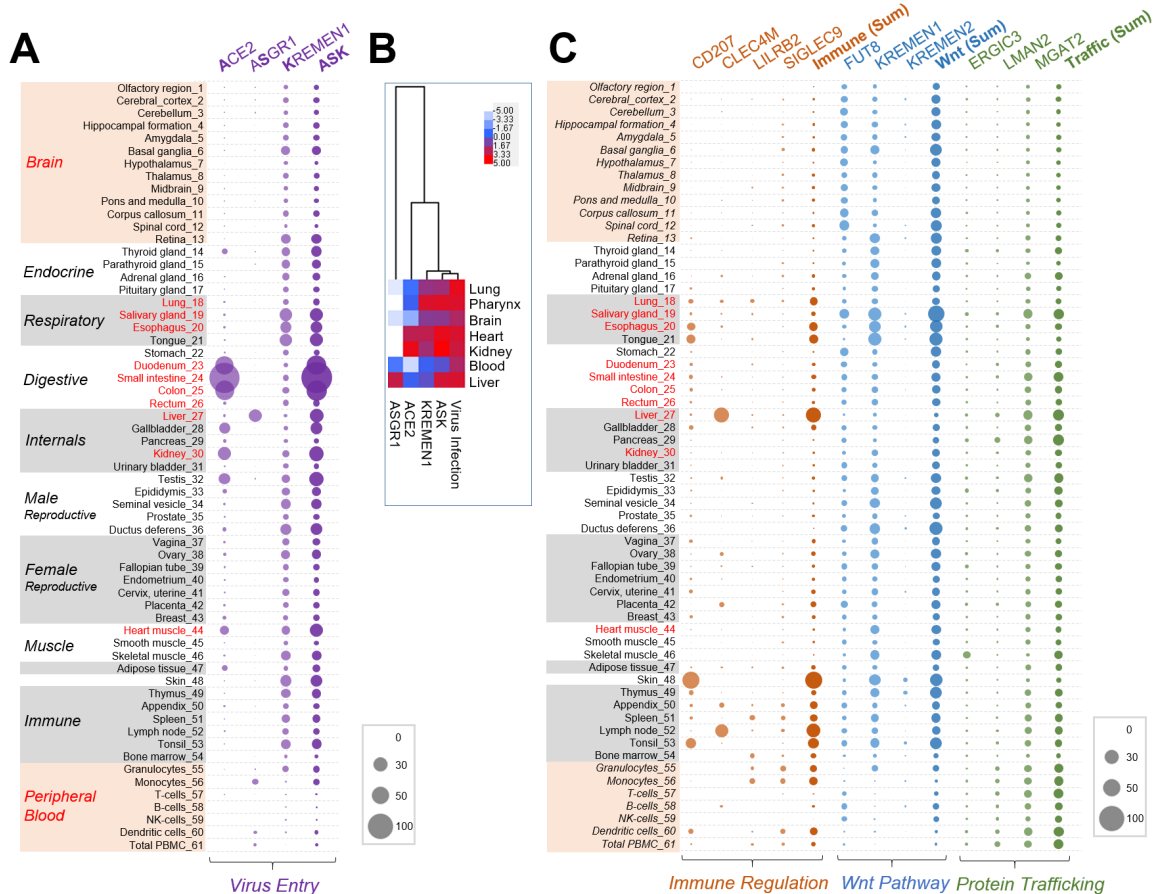 A
ACE2
ASGR1
KREMEN1
ASK
Brain
Endocrine
Respiratory
Digestive
Internals
Male
Reproductive
Female
Reproductive
Muscle
Immune
Peripheral
Blood
Olfactory region_1
Cerebral_cortex_2
Cerebellum_3
Hippocampal formation_4
Amygdala_5
Basal ganglia_6
Hypothalamus_7
Thalamus_8
Midbrain_9
Pons and medulla_10
Corpus callosum_11
Spinal cord_12
Retina_13
Thyroid gland_14
Parathyroid gland_15
Adrenal gland_16
Pituitary gland_17
Lung_18
Salivary gland_19
Esophagus_20
Tongue_21
Stomach_22
Duodenum_23
Small intestine_24
Colon_25
Rectum_26
Liver_27
Gallbladder_28
Pancreas_29
Kidney_30
Urinary bladder_31
Testis_32
Epididymis_33
Seminal vesicle_34
Prostate_35
Ductus deferens_36
Vagina_37
Ovary_38
Fallopian tube_39
Endometrium_40
Cervix, uterine_41
Placenta_42
Breast_43
Heart muscle_44
Smooth muscle_45
Skeletal muscle_46
Adipose tissue_47
Skin_48
Thymus_49
Appendix_50
Spleen_51
Lymph node_52
Tonsil_53
Bone marrow_54
Granulocytes_55
Monocytes_56
T-cells_57
B-cells_58
NK-cells_59
Dendritic cells_60
Total PBMC_61
Virus Entry
0
30
50
100
B
-5.00
-3.33
-1.67
0.00
1.67
3.33
5.00
Lung
Pharynx
Brain
Heart
Kidney
Blood
Liver
ASGR1
ACE2
KREMEN1
ASK
Virus Infection
C
CD207
CLEC4M
LILRB2
SIGLEC9
Immune (Sum)
FUT8
KREMEN1
KREMEN2
Wnt (Sum)
ERGIC3
LMAN2
MGAT2
Traffic (Sum)
Olfactory region_1
Cerebral_cortex_2
Cerebellum_3
Hippocampal formation_4
Amygdala_5
Basal ganglia_6
Hypothalamus_7
Thalamus_8
Midbrain_9
Pons and medulla_10
Corpus callosum_11
Spinal cord_12
Retina_13
Thyroid gland_14
Parathyroid gland_15
Adrenal gland_16
Pituitary gland_17
Lung_18
Salivary gland_19
Esophagus_20
Tongue_21
Stomach_22
Duodenum_23
Small intestine_24
Colon_25
Rectum_26
Liver_27
Gallbladder_28
Pancreas_29
Kidney_30
Urinary bladder_31
Testis_32
Epididymis_33
Seminal vesicle_34
Prostate_35
Ductus deferens_36
Vagina_37
Ovary_38
Fallopian tube_39
Endometrium_40
Cervix, uterine_41
Placenta_42
Breast_43
Heart muscle_44
Smooth muscle_45
Skeletal muscle_46
Adipose tissue_47
Skin_48
Thymus_49
Appendix_50
Spleen_51
Lymph node_52
Tonsil_53
Bone marrow_54
Granulocytes_55
Monocytes_56
T-cells_57
B-cells_58
NK-cells_59
Dendritic cells_60
Total PBMC_61
Immune Regulation
Wnt Pathway
Protein Trafficking
0
30
50
100